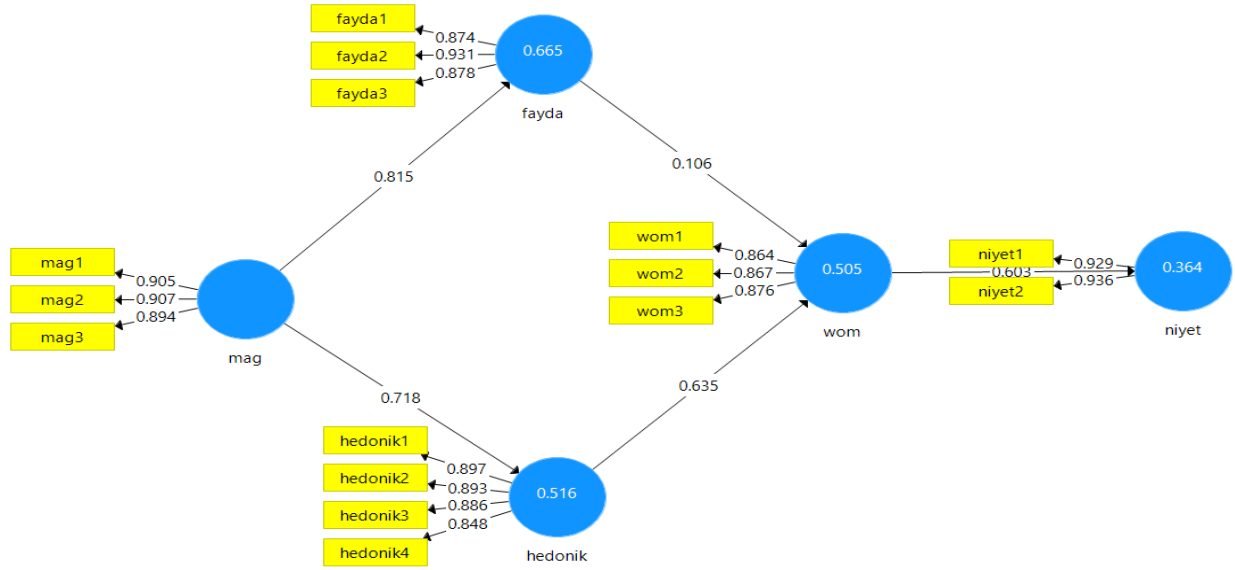 fayda1
fayda2
fayda3
0.874
0.931
0.878
0.665
fayda
0.815
0.106
mag1
mag2
mag3
0.905
0.907
0.894
mag
wom1
wom2
wom3
0.864
0.867
0.876
0.505
wom
niyet1
niyet2
0.929
0.603
0.936
0.364
niyet
0.718
0.635
hedonik1
hedonik2
hedonik3
hedonik4
0.897
0.893
0.886
0.848
0.516
hedonik